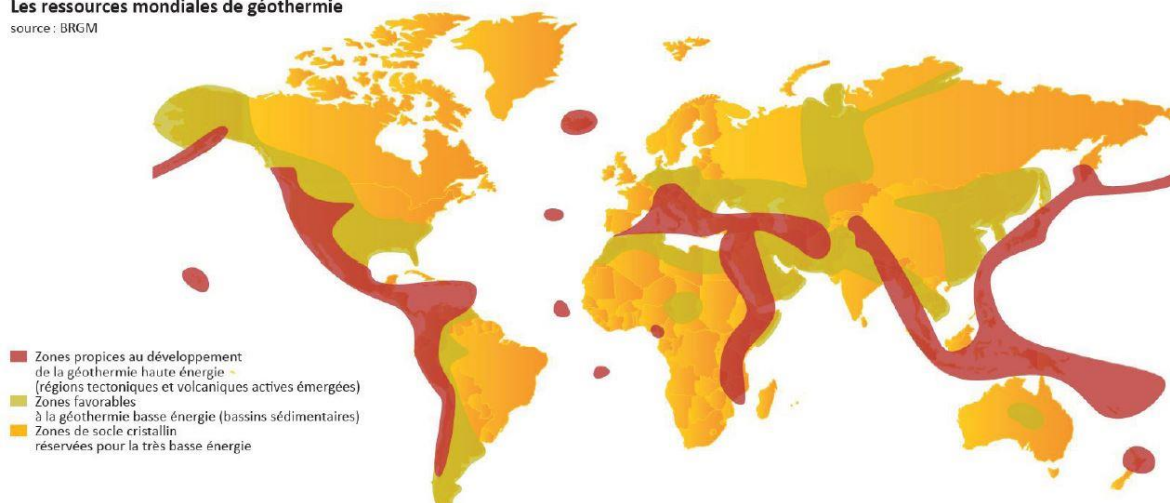 Les ressources mondiales de géothermie
source : BRGM
Zones propices au développement
de la géothermie haute énergie
(régions tectoniques et volcaniques actives émergées)
Zones favorables
à la géothermie basse énergie (bassins sédimentaires)
Zones de socle cristallin
réservées pour la très basse énergie